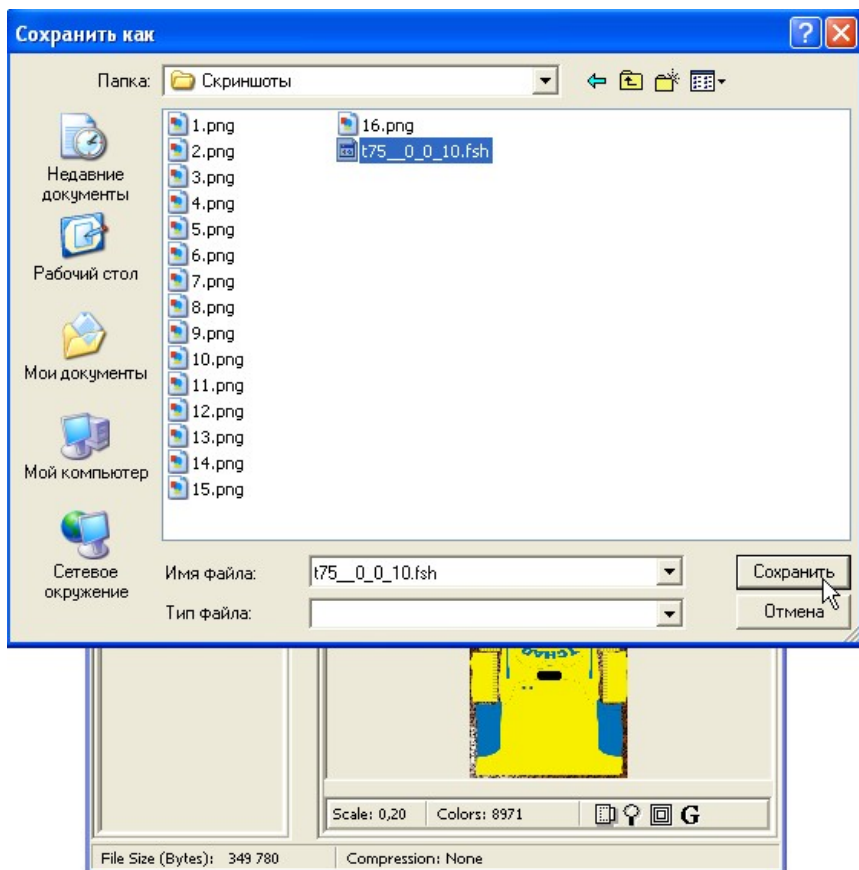 Сохранить как
Папка: Скриншоты
Недавние
документы
Рабочий стол
Мои документы
Мой компьютер
Сетевое
окружение
1.png
2.png
3.png
4.png
5.png
6.png
7.png
8.png
9.png
10.png
11.png
12.png
13.png
14.png
15.png
16.png
t75__0_0_10.fsh
Имя файла: t75__0_0_10.fsh
Сохранить
Тип файла:
Отмена
Scale: 0,20 Colors: 8971 G
File Size (Bytes): 349 780 Compression: None